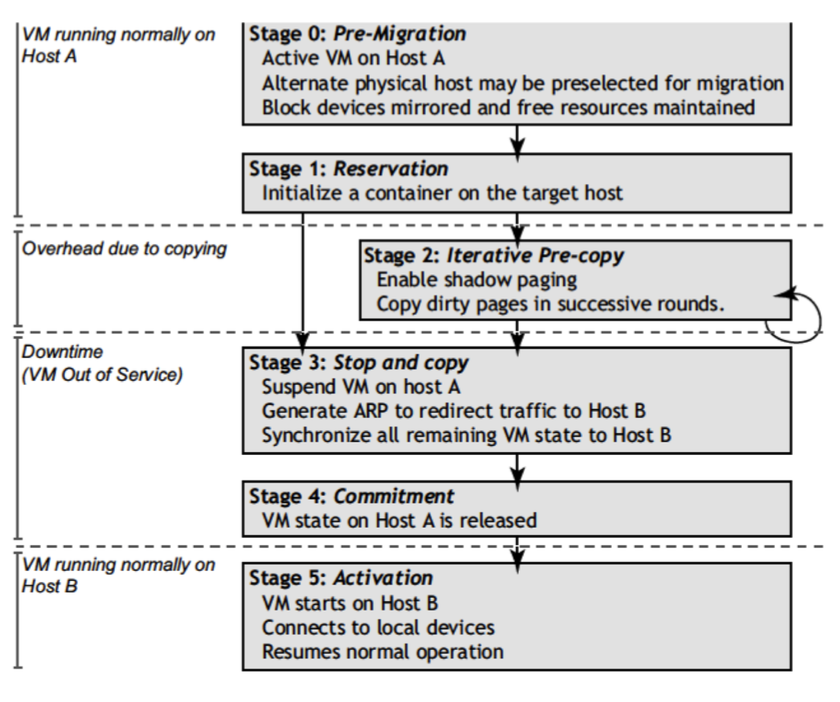 VM running normally on
Host A
Stage 0: Pre-Migration
Active VM on Host A
Alternate physical host may be preselected for migration
Block devices mirrored and free resources maintained
Stage 1: Reservation
Initialize a container on the target host
Overhead due to copying
Stage 2: Iterative Pre-copy
Enable shadow paging
Copy dirty pages in successive rounds.
Downtime
(VM Out of Service)
Stage 3: Stop and copy
Suspend VM on host A
Generate ARP to redirect traffic to Host B
Synchronize all remaining VM state to Host B
Stage 4: Commitment
VM state on Host A is released
VM running normally on
Host B
Stage 5: Activation
VM starts on Host B
Connects to local devices
Resumes normal operation